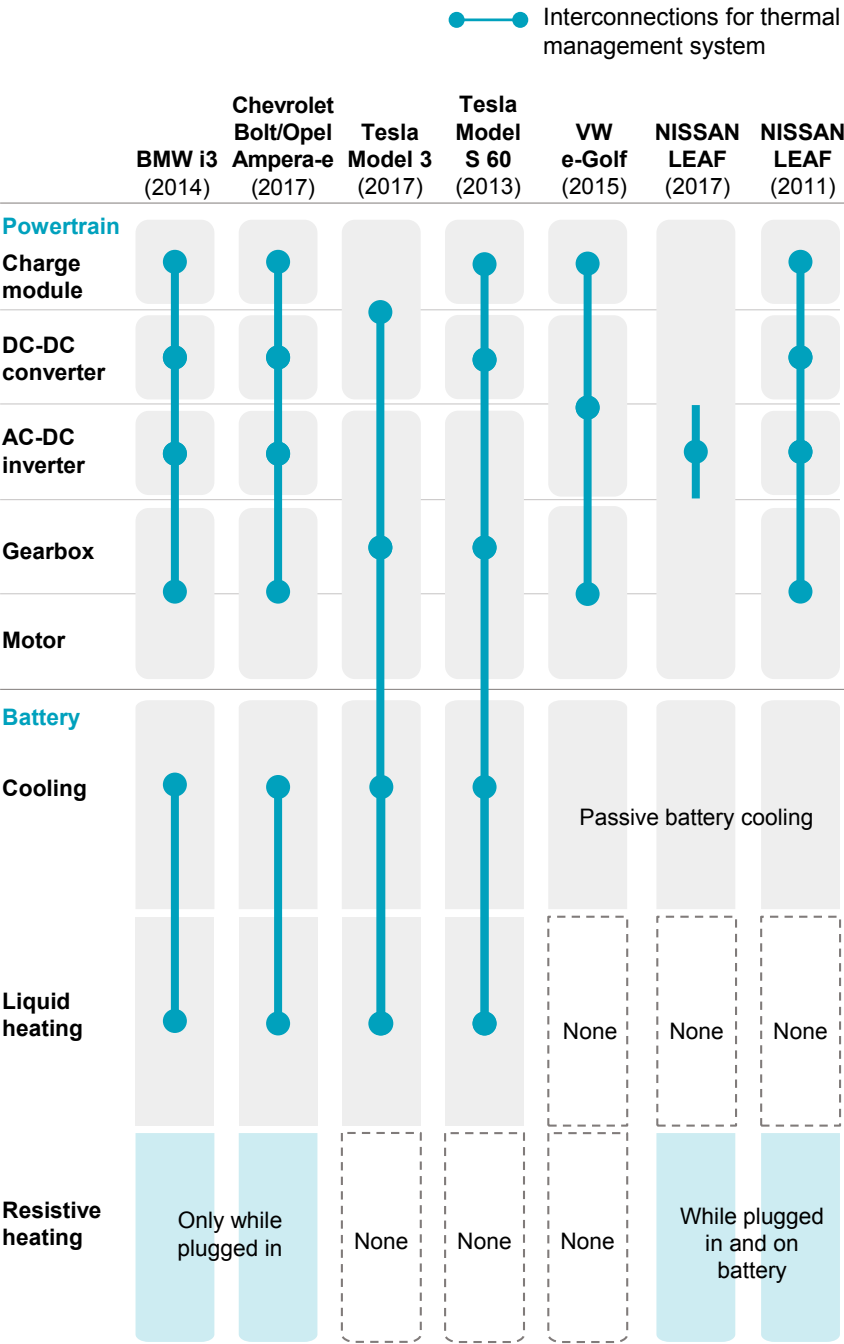 Interconnections for thermal
management system
BMW i3
(2014)
Chevrolet
Bolt/Opel
Ampera-e
(2017)
Tesla
Model 3
(2017)
Tesla
Model
S 60
(2013)
VW
e-Golf
(2015)
NISSAN
LEAF
(2017)
NISSAN
LEAF
(2011)
Powertrain
Charge
module
DC-DC
converter
AC-DC
inverter
Gearbox
Motor
Battery
Cooling
Passive battery cooling
Liquid
heating
None
None
None
Resistive
heating
Only while
plugged in
None
None
None
While plugged
in and on
battery